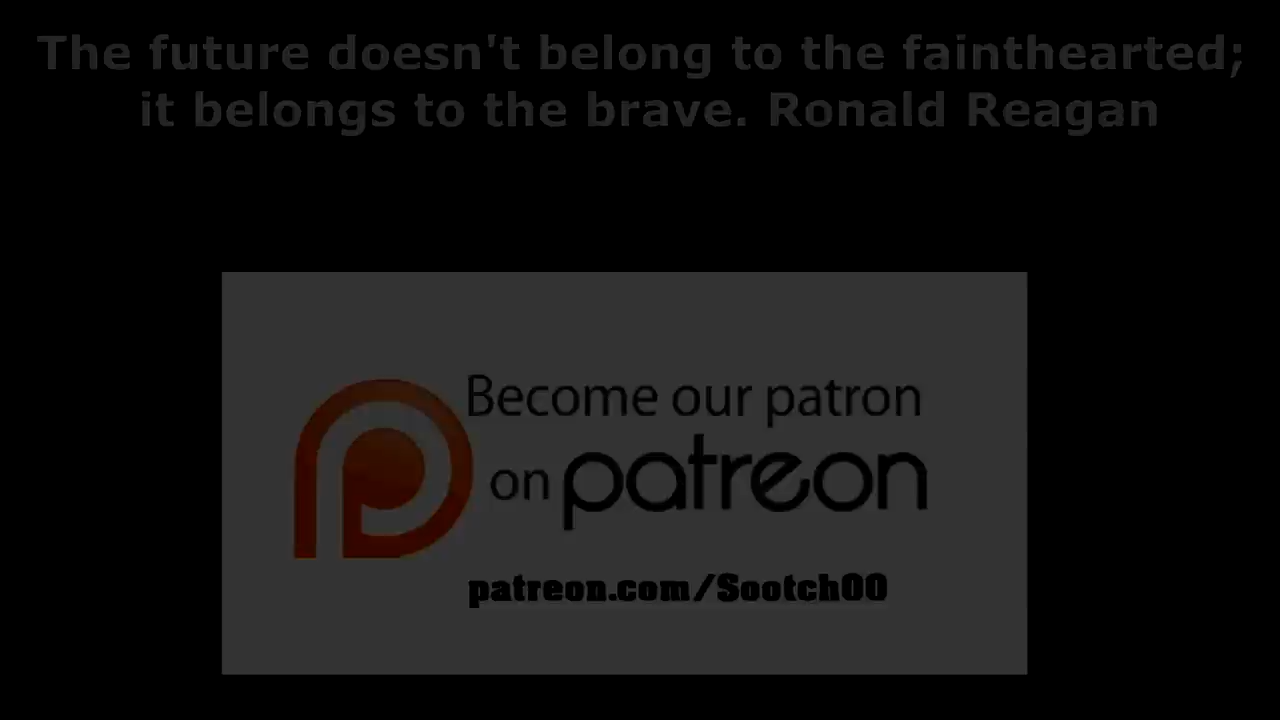 The future doesn't belong to the fainthearted;
it belongs to the brave. Ronald Reagan
Become our patron
on patreon
patreon.com/Sootch00